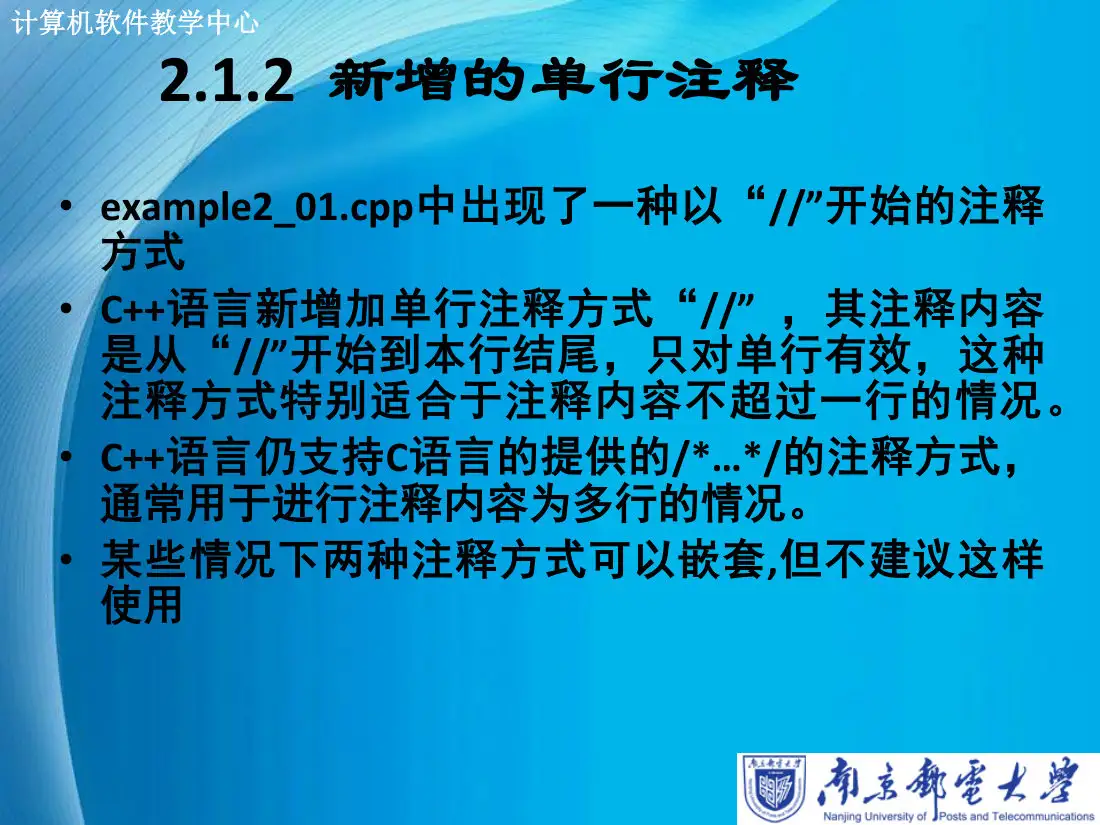 计算机软件教学中心
2.1.2 新增的单行注释
• example2_01.cpp中出现了一种以“//”开始的注释
方式
• C++语言新增加单行注释方式“//” ，其注释内容
是从“//”开始到本行结尾，只对单行有效，这种
注释方式特别适合于注释内容不超过一行的情况。
• C++语言仍支持C语言的提供的/*…*/的注释方式，
通常用于进行注释内容为多行的情况。
• 某些情况下两种注释方式可以嵌套,但不建议这样
使用
南京郵電大學
Nanjing University of Posts and Telecommunications